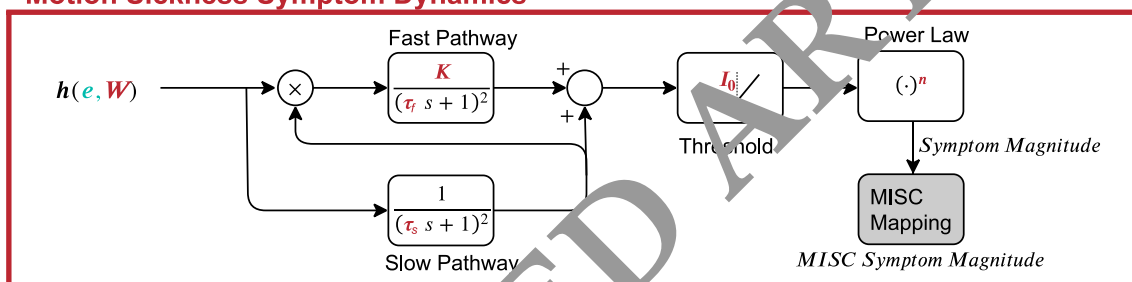 Motion Sickness Symptom Dynamics
Fast Pathway
Power Law
h(e, W)
×
K
(τf s + 1)²
+
+
I₀
(·)ⁿ
Threshold
Symptom Magnitude
1
(τs s + 1)²
MISC
Mapping
Slow Pathway
MISC Symptom Magnitude